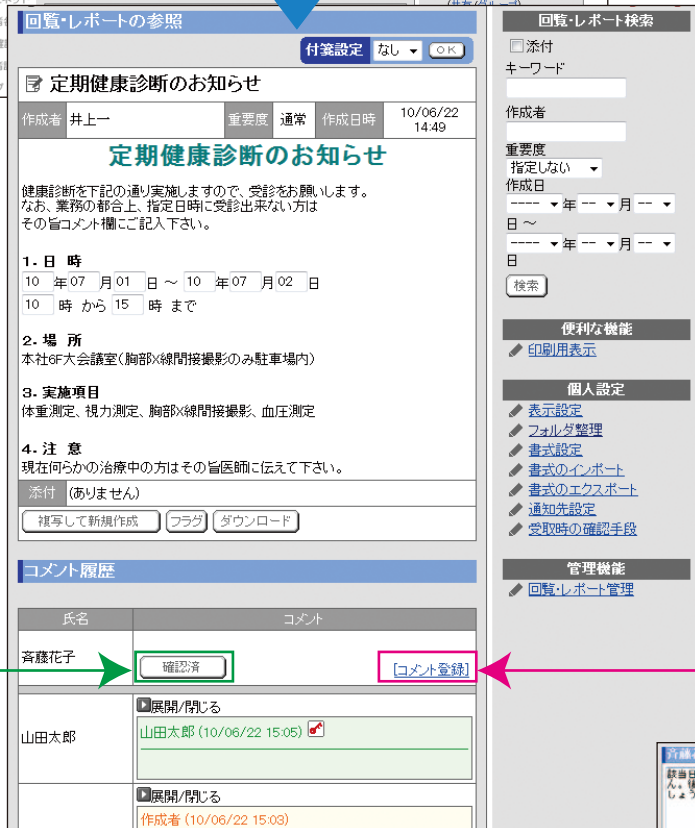 回覧・レポートの参照
付箋設定 なし OK
定期健康診断のお知らせ
作成者 井上一 重要度 通常 作成日時 10/06/22 14:49
定期健康診断のお知らせ
健康診断を下記の通り実施しますので、受診をお願いします。
なお、業務の都合上、指定日時に受診出来ない方は
その旨コメント欄にご記入下さい。
1. 日　時
10 年 07 月 01 日 ～ 10 年 07 月 02 日
10 時 から 15 時 まで
2. 場　所
本社6F大会議室(胸部X線間接撮影のみ駐車場内)
3. 実施項目
体重測定、視力測定、胸部X線間接撮影、血圧測定
4. 注　意
現在何らかの治療中の方はその旨医師に伝えて下さい。
添付 (ありません)
複写して新規作成 フラグ ダウンロード
コメント履歴
氏名 コメント
斉藤花子 確認済 [コメント登録]
山田太郎
展開/閉じる
山田太郎 (10/06/22 15:05)
展開/閉じる
作成者 (10/06/22 15:03)
回覧・レポート検索
添付
キーワード
作成者
重要度
指定しない
作成日
---- 年 -- 月 --
日 ～
---- 年 -- 月 --
日
検索
便利な機能
印刷用表示
個人設定
表示設定
フォルダ整理
書式設定
書式のインポート
書式のエクスポート
通知先設定
受取時の確認手段
管理機能
回覧・レポート管理